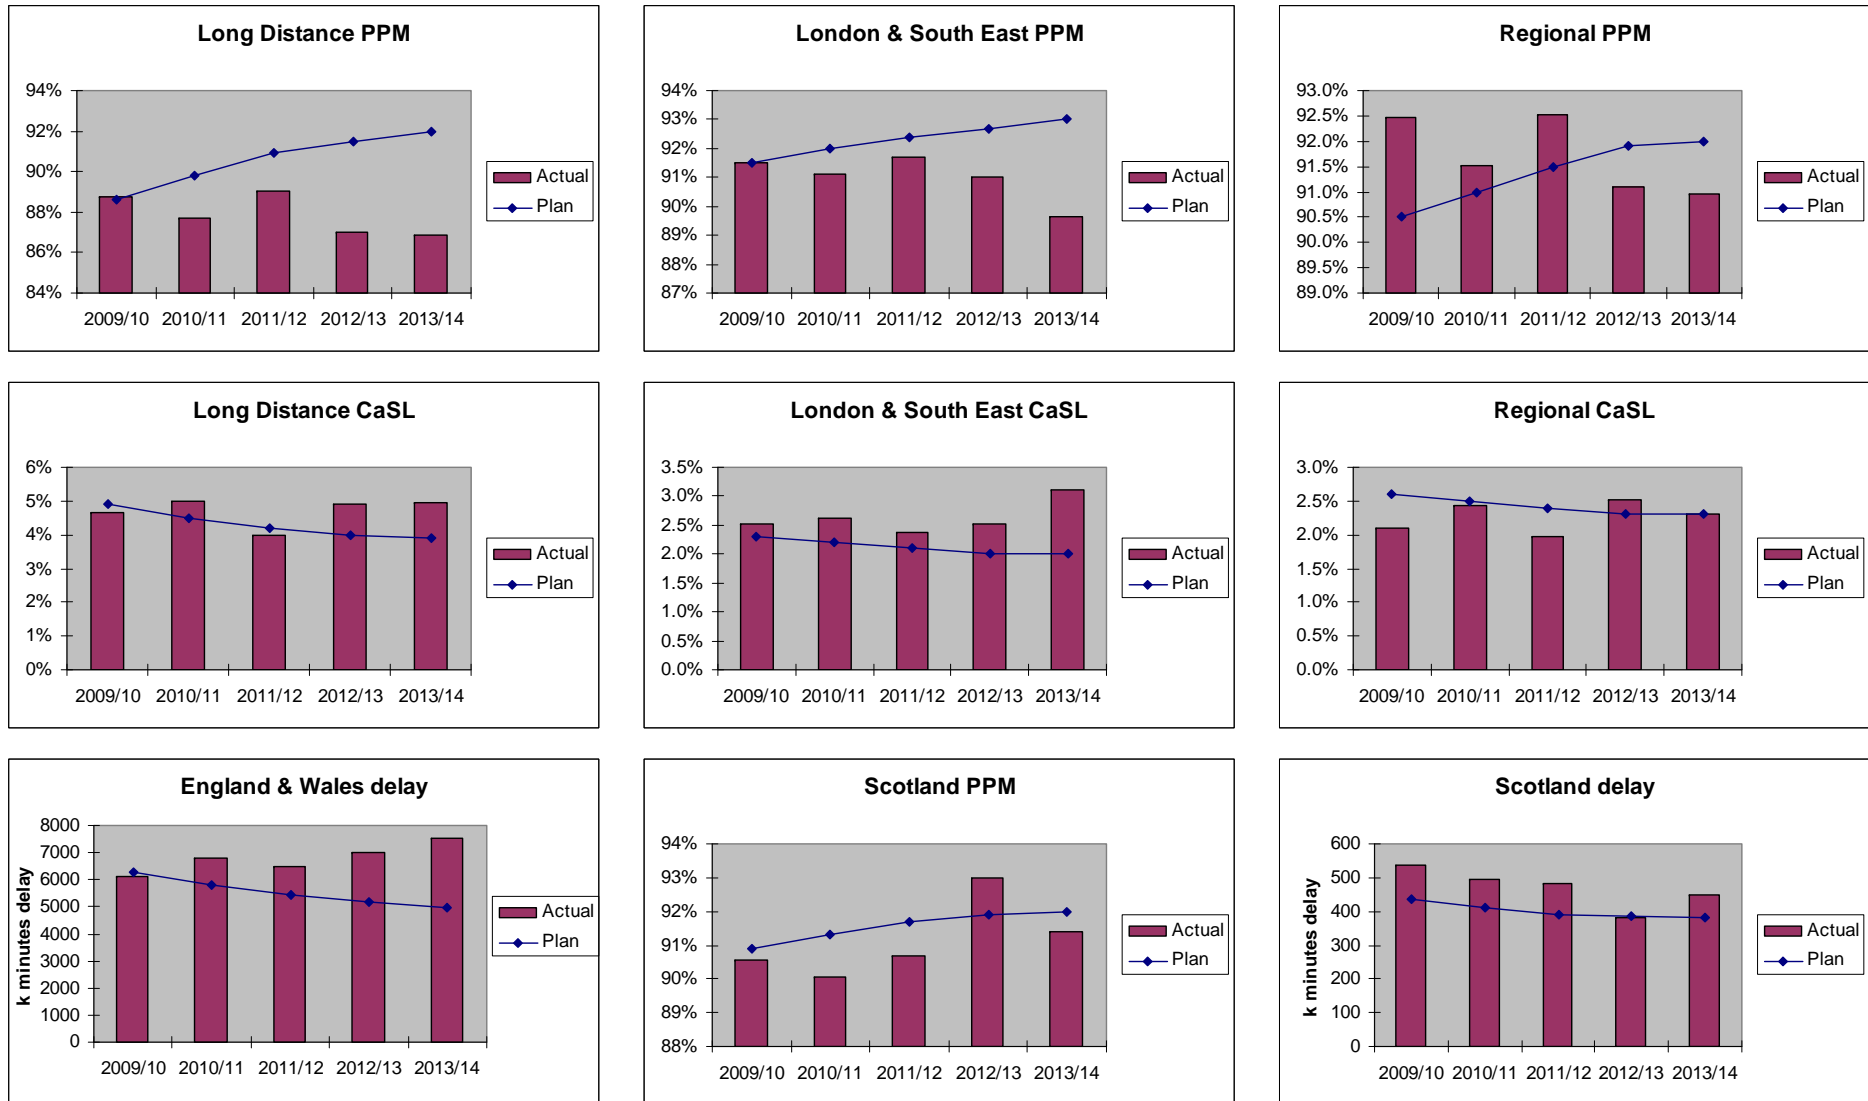 Long Distance PPM
94%
92%
90%
88%
86%
84%
2009/10 2010/11 2011/12 2012/13 2013/14
Actual
Plan
London & South East PPM
94%
93%
92%
91%
90%
89%
88%
87%
2009/10 2010/11 2011/12 2012/13 2013/14
Actual
Plan
Regional PPM
93.0%
92.5%
92.0%
91.5%
91.0%
90.5%
90.0%
89.5%
89.0%
2009/10 2010/11 2011/12 2012/13 2013/14
Actual
Plan
Long Distance CaSL
6%
5%
4%
3%
2%
1%
0%
2009/10 2010/11 2011/12 2012/13 2013/14
Actual
Plan
London & South East CaSL
3.5%
3.0%
2.5%
2.0%
1.5%
1.0%
0.5%
0.0%
2009/10 2010/11 2011/12 2012/13 2013/14
Actual
Plan
Regional CaSL
3.0%
2.5%
2.0%
1.5%
1.0%
0.5%
0.0%
2009/10 2010/11 2011/12 2012/13 2013/14
Actual
Plan
England & Wales delay
k minutes delay
8000
7000
6000
5000
4000
3000
2000
1000
0
2009/10 2010/11 2011/12 2012/13 2013/14
Actual
Plan
Scotland PPM
94%
93%
92%
91%
90%
89%
88%
2009/10 2010/11 2011/12 2012/13 2013/14
Actual
Plan
Scotland delay
k minutes delay
600
500
400
300
200
100
0
2009/10 2010/11 2011/12 2012/13 2013/14
Actual
Plan